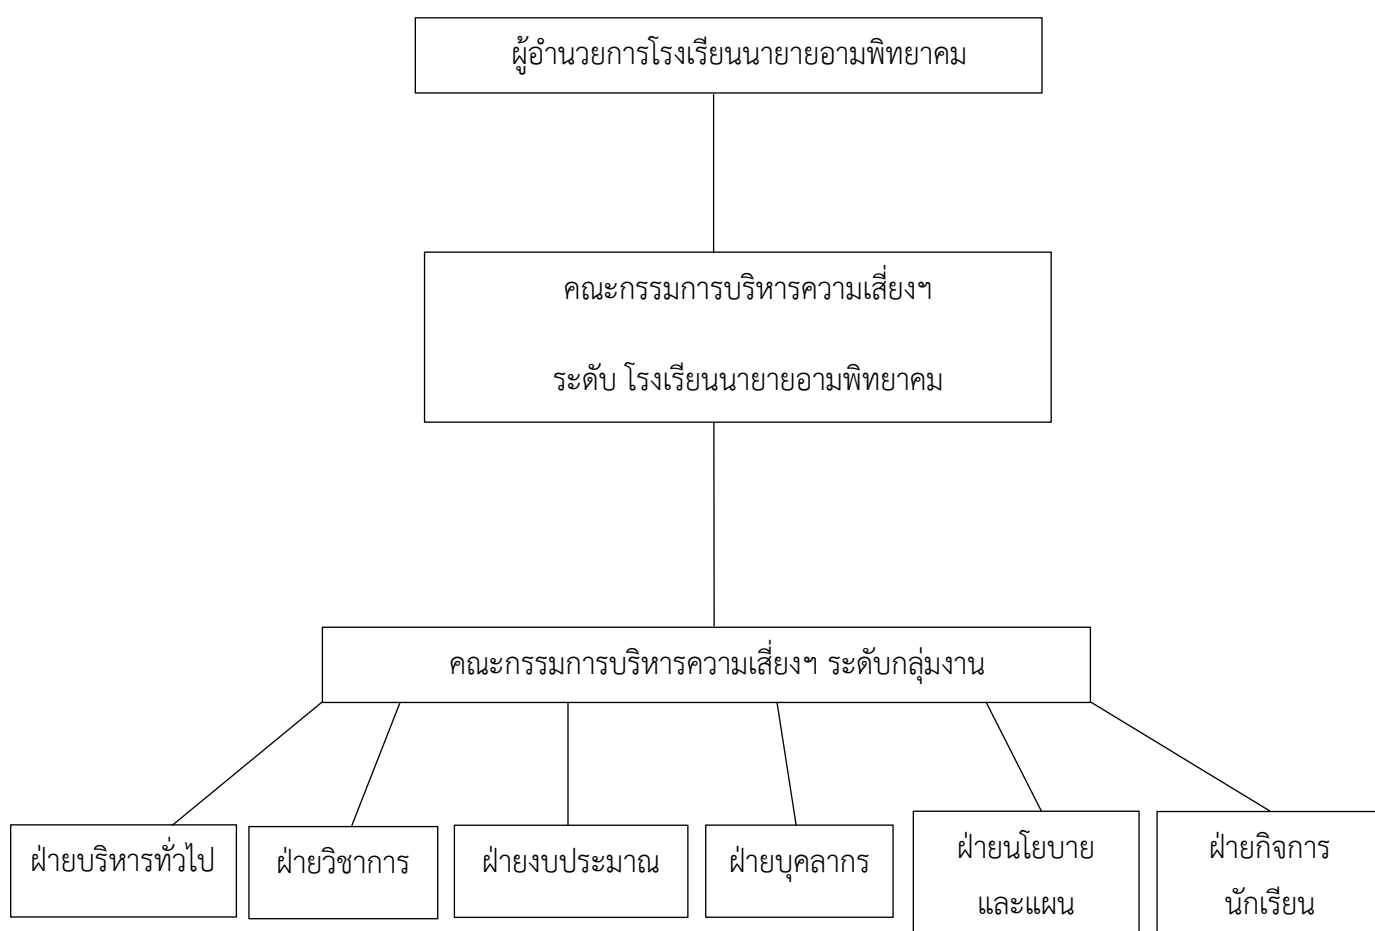 ผู้อำนวยการโรงเรียนนายายอามพิทยาคม
คณะกรรมการบริหารความเสี่ยงฯ
ระดับ โรงเรียนนายายอามพิทยาคม
คณะกรรมการบริหารความเสี่ยงฯ ระดับกลุ่มงาน
ฝ่ายบริหารทั่วไป
ฝ่ายวิชาการ
ฝ่ายงบประมาณ
ฝ่ายบุคลากร
ฝ่ายนโยบาย
และแผน
ฝ่ายกิจการ
นักเรียน